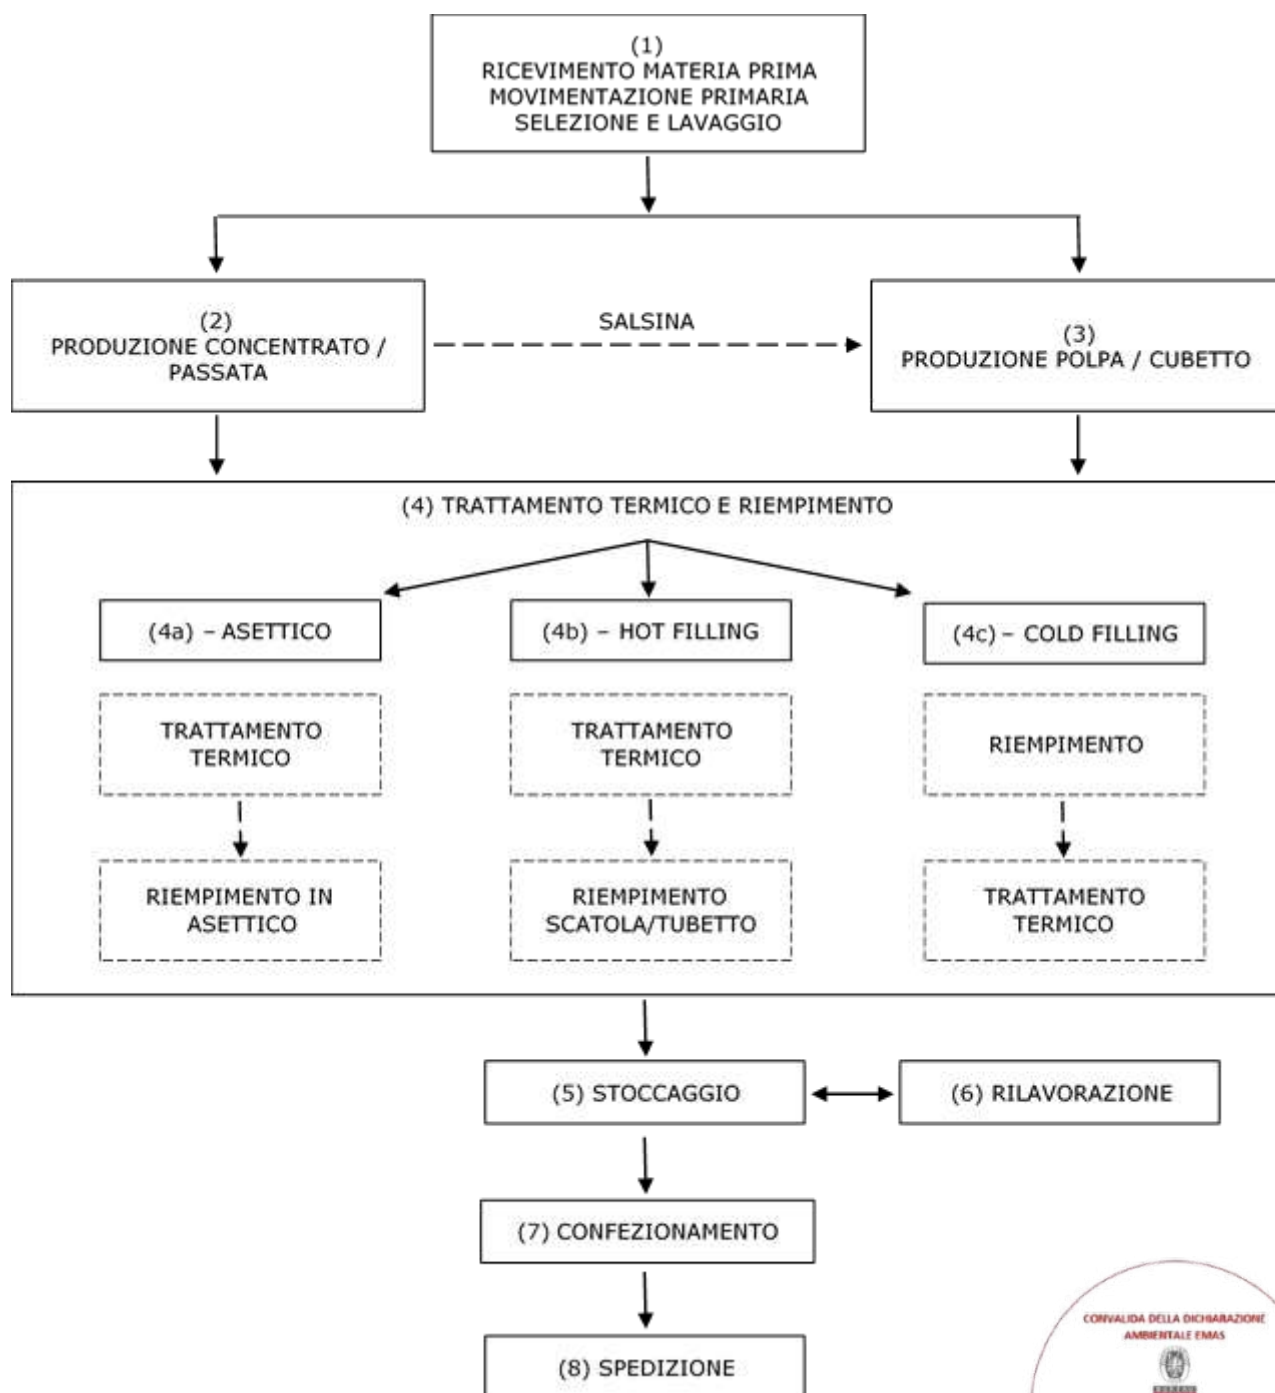 (1)
RICEVIMENTO MATERIA PRIMA
MOVIMENTAZIONE PRIMARIA
SELEZIONE E LAVAGGIO
(2)
PRODUZIONE CONCENTRATO /
PASSATA
SALSINA
(3)
PRODUZIONE POLPA / CUBETTO
(4) TRATTAMENTO TERMICO E RIEMPIMENTO
(4a) – ASETTICO
(4b) – HOT FILLING
(4c) – COLD FILLING
TRATTAMENTO
TERMICO
TRATTAMENTO
TERMICO
RIEMPIMENTO
RIEMPIMENTO IN
ASETTICO
RIEMPIMENTO
SCATOLA/TUBETTO
TRATTAMENTO
TERMICO
(5) STOCCAGGIO
(6) RILAVORAZIONE
(7) CONFEZIONAMENTO
(8) SPEDIZIONE
CONVALIDA DELLA DICHIARAZIONE
AMBIENTALE EMAS